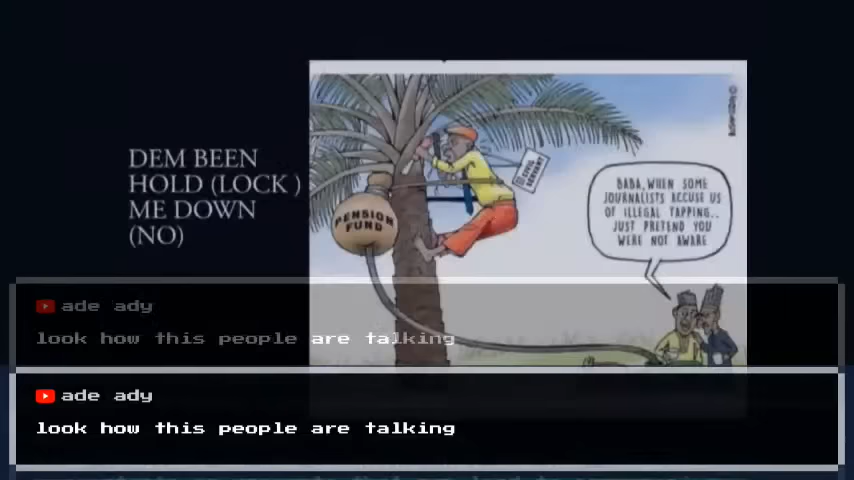 DEM BEEN
HOLD (LOCK )
ME DOWN
(NO)
PENSION
FUND
CIVIL
SERVANT
BABA, WHEN SOME
JOURNALISTS ACCUSE US
OF ILLEGAL TAPPING..
JUST PRETEND YOU
WERE NOT AWARE
ade ady
look how this people are talking
ade ady
look how this people are talking